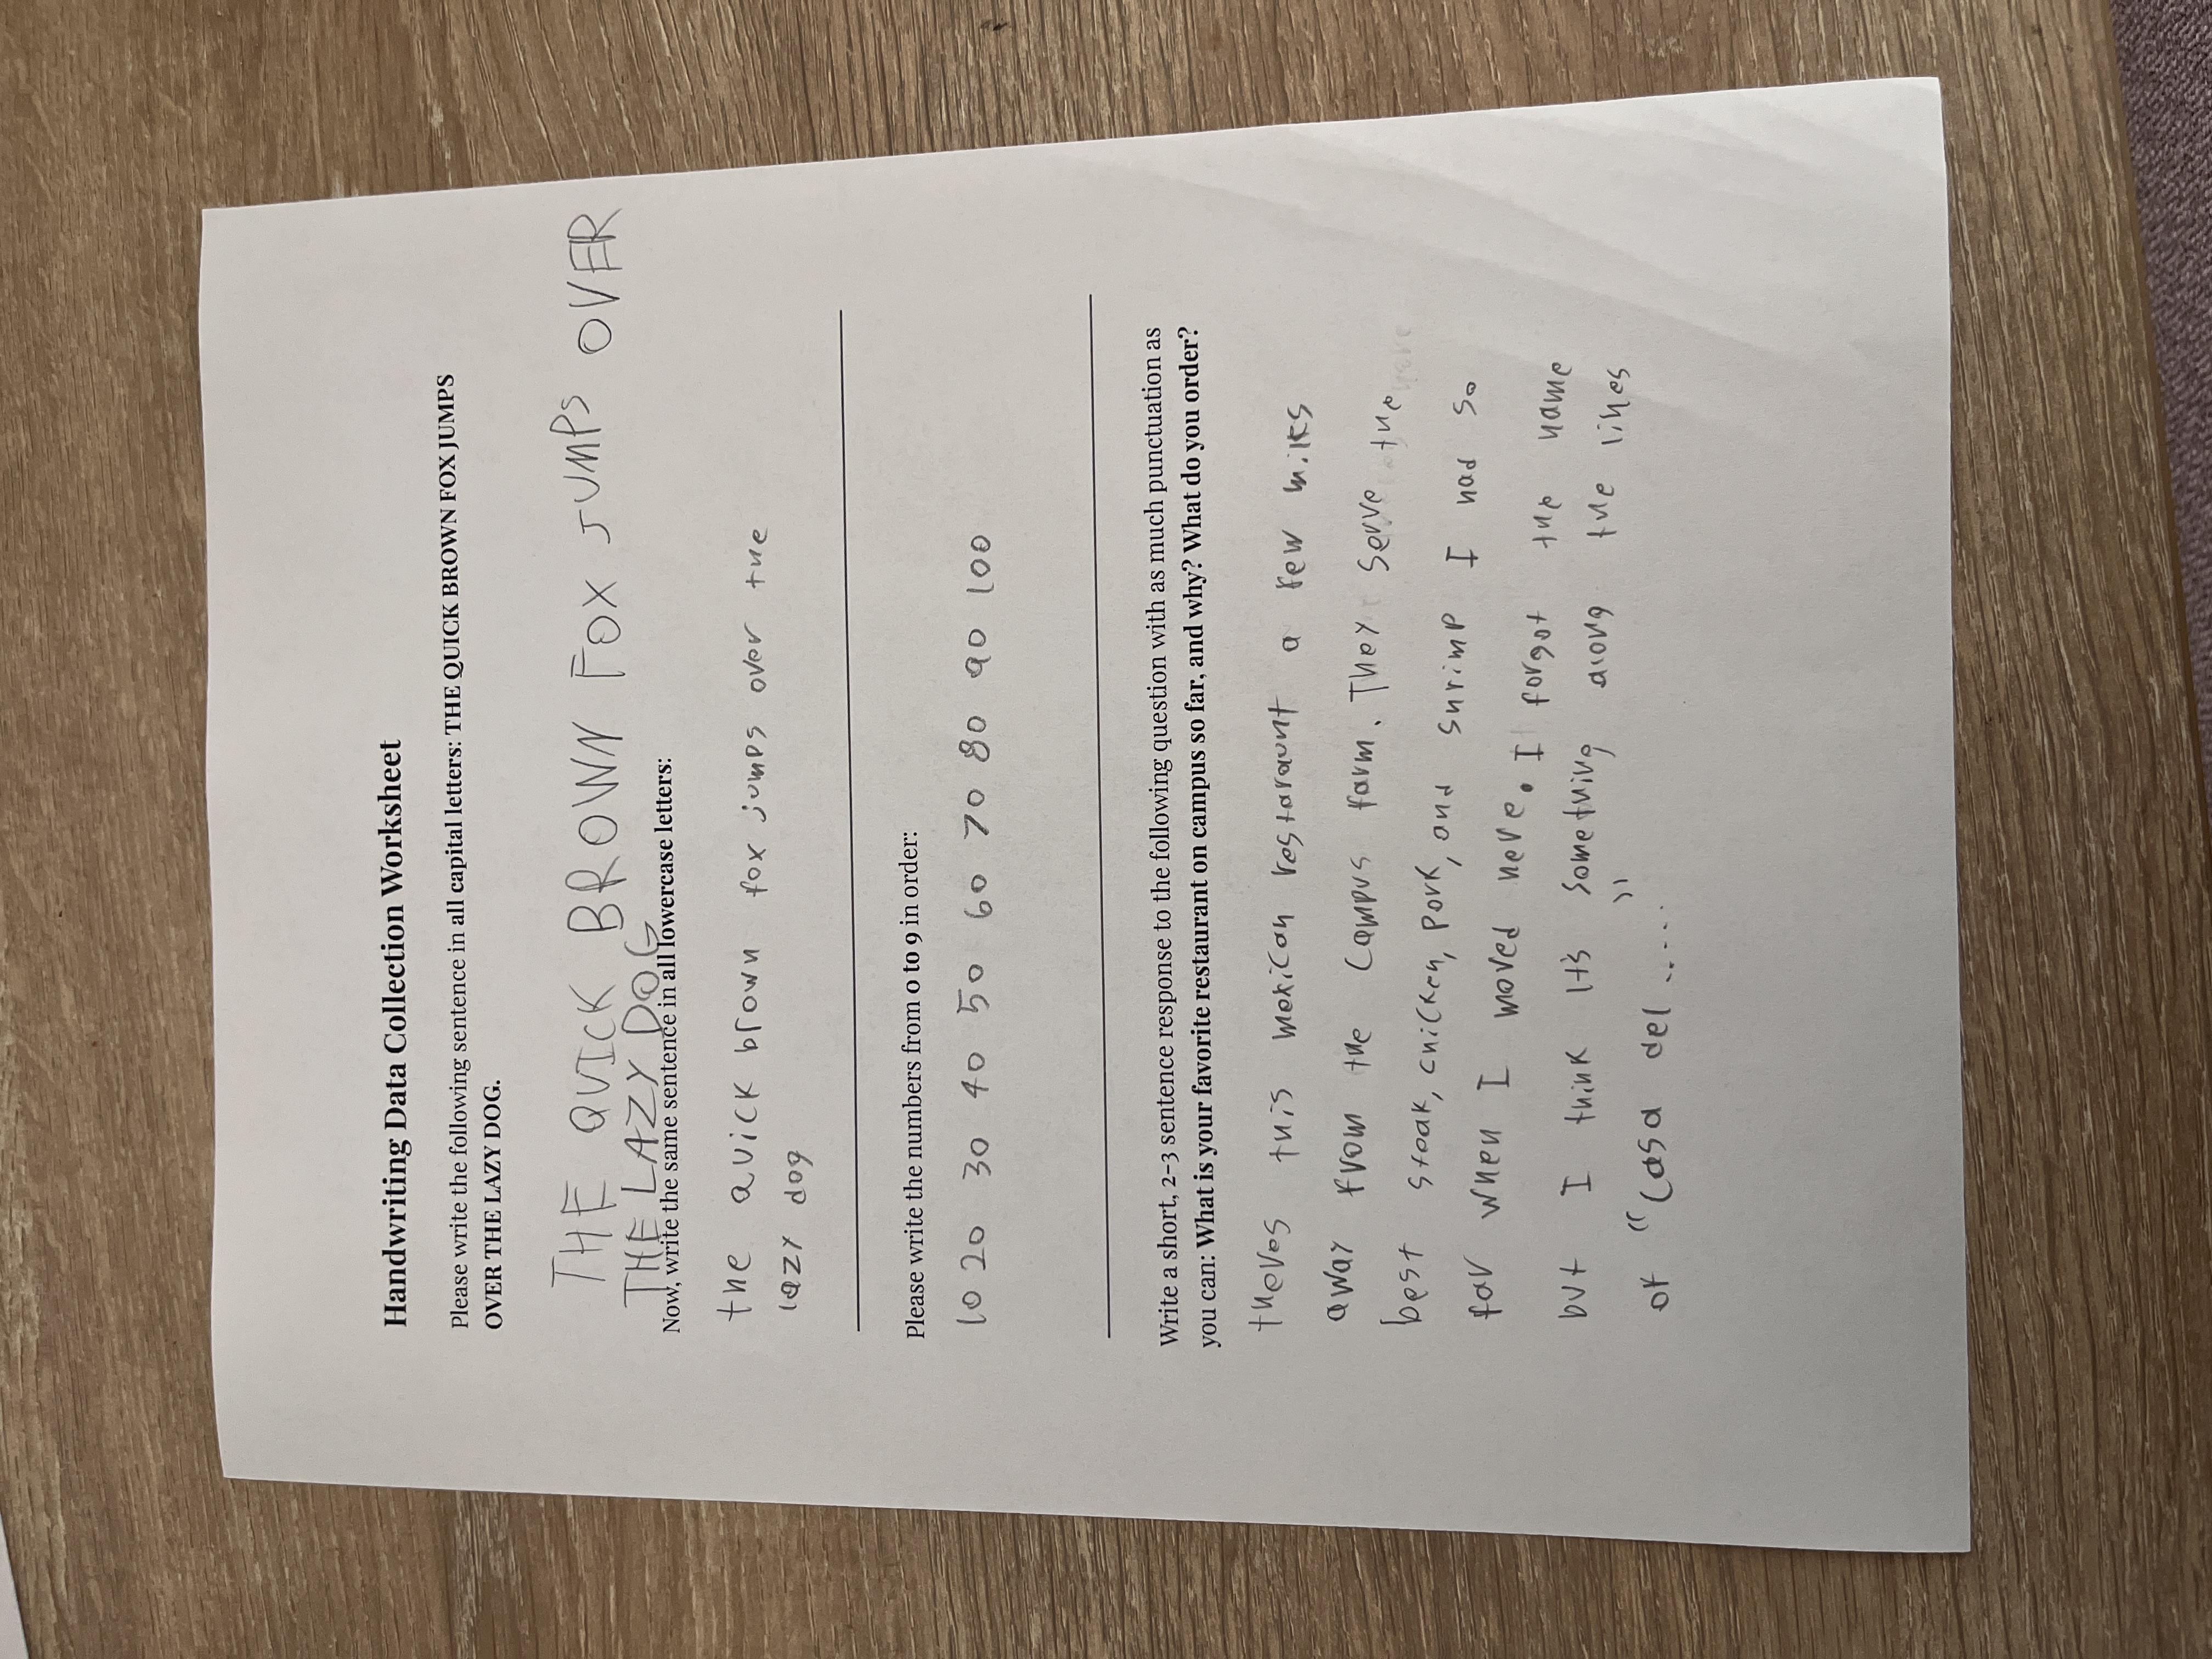 Handwriting Data Collection Worksheet
Please write the following sentence in all capital letters: THE QUICK BROWN FOX JUMPS
OVER THE LAZY DOG.
THE QUICK BROWN FOX JUMPS OVER
THE LAZY DOG
Now, write the same sentence in all lowercase letters:
the quick brown fox jumps over the
lazy dog
Please write the numbers from 0 to 9 in order:
10 20 30 40 50 60 70 80 90 100
Write a short, 2-3 sentence response to the following question with as much punctuation as
you can: What is your favorite restaurant on campus so far, and why? What do you order?
theres this mexican restaraunt a few miles
away from the campus farm. They serve the
best steak, chicken, pork, and shrimp I had so
far when I moved here. I forgot the name
but I think it's something along the lines
of "Casa del ....."